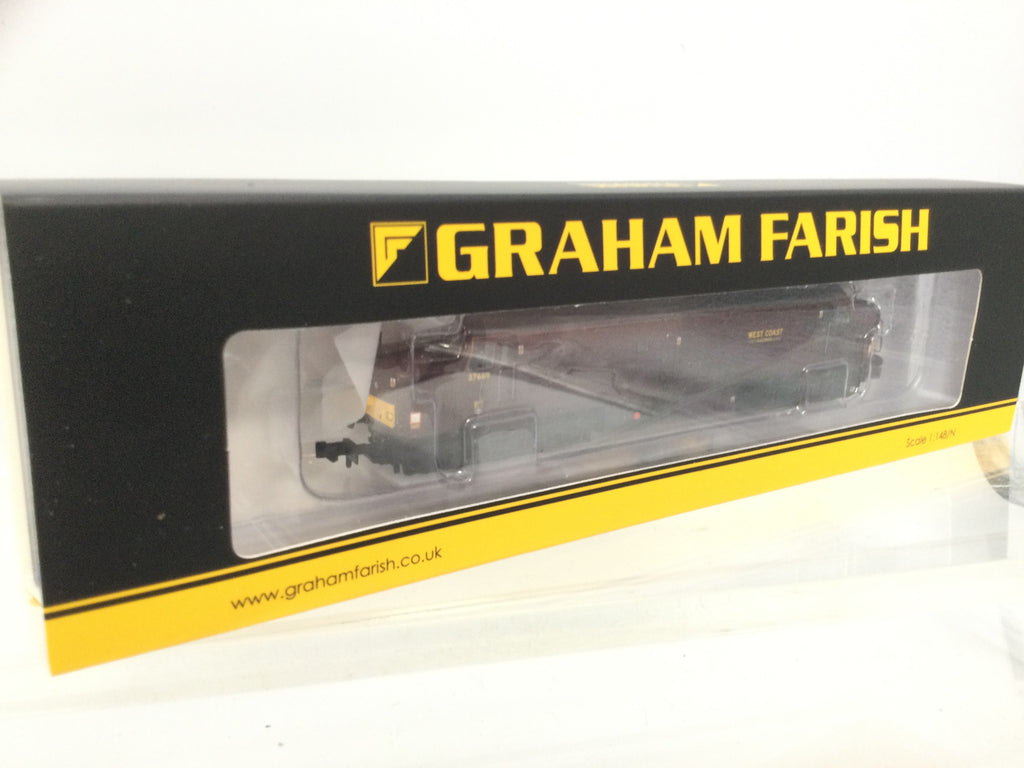 GRAHAM FARISH
WEST COAST
Scale 1:148/N
www.grahamfarish.co.uk